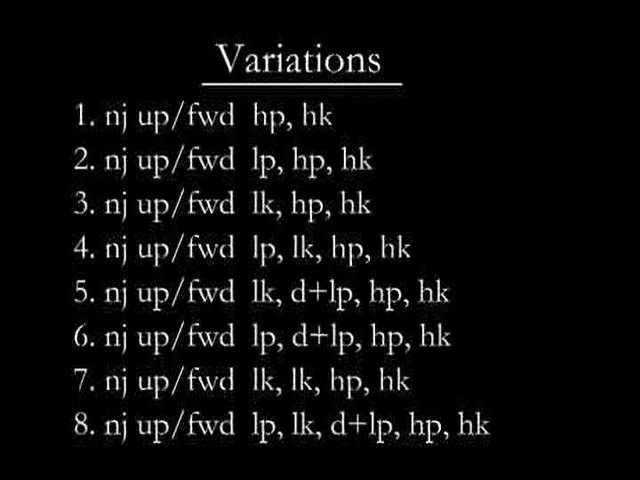 Variations
1. nj up/fwd hp, hk
2. nj up/fwd lp, hp, hk
3. nj up/fwd lk, hp, hk
4. nj up/fwd lp, lk, hp, hk
5. nj up/fwd lk, d+lp, hp, hk
6. nj up/fwd lp, d+lp, hp, hk
7. nj up/fwd lk, lk, hp, hk
8. nj up/fwd lp, lk, d+lp, hp, hk